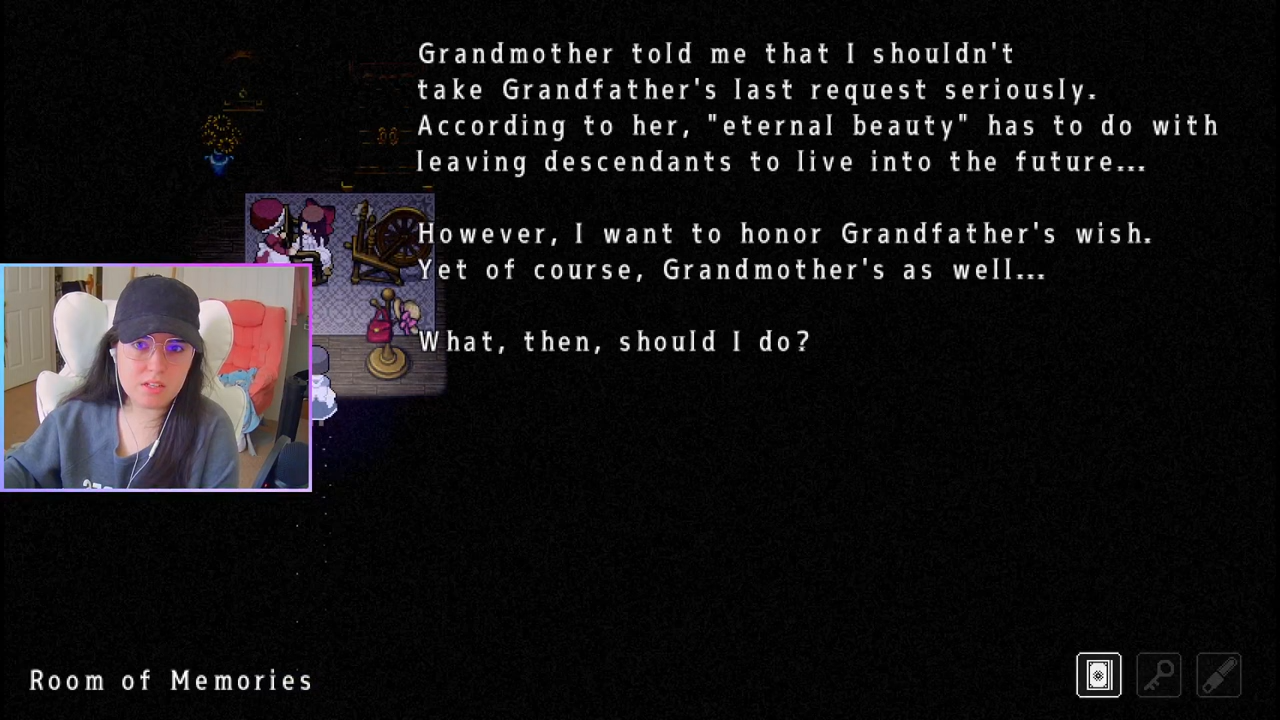 Grandmother told me that I shouldn't
take Grandfather's last request seriously.
According to her, "eternal beauty" has to do with
leaving descendants to live into the future...
However, I want to honor Grandfather's wish.
Yet of course, Grandmother's as well...
What, then, should I do?
Room of Memories